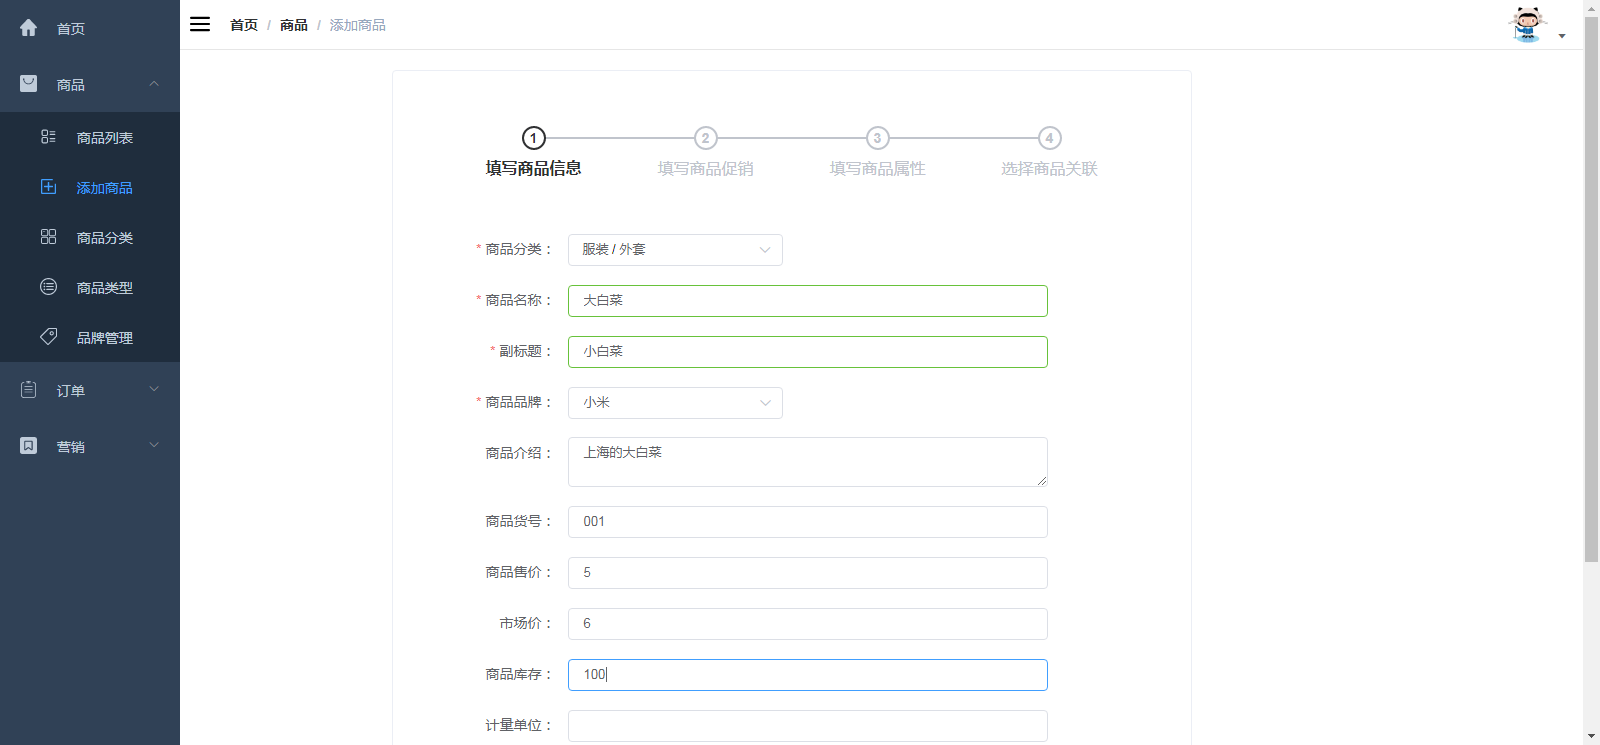 首页
商品
商品列表
添加商品
商品分类
商品类型
品牌管理
订单
营销
首页 / 商品 / 添加商品
1 2 3 4
填写商品信息 填写商品促销 填写商品属性 选择商品关联
* 商品分类： 服装 / 外套
* 商品名称： 大白菜
* 副标题： 小白菜
* 商品品牌： 小米
商品介绍： 上海的大白菜
商品货号： 001
商品售价： 5
市场价： 6
商品库存： 100
计量单位：